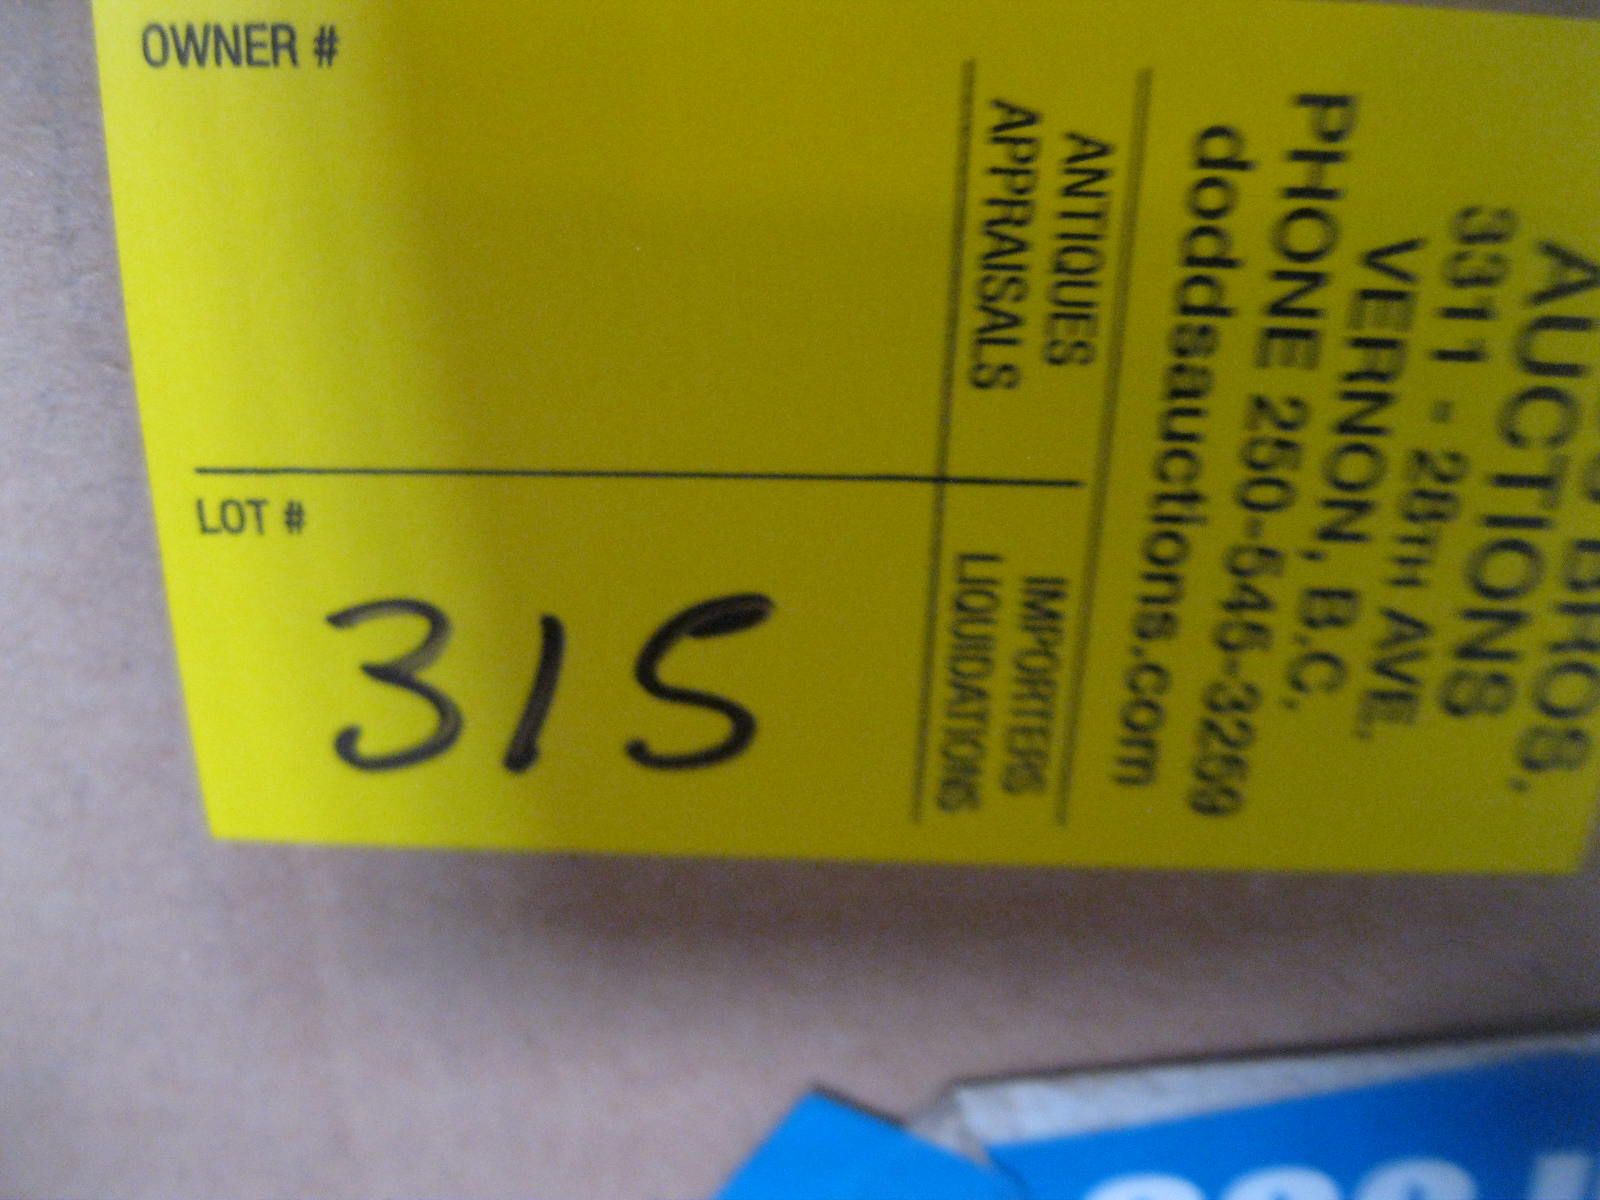 OWNER #
LOT #
315
AUCTIONS
3311 - 28TH AVE.
VERNON, B.C.
PHONE 250-545-3259
doddsauctions.com
ANTIQUES
APPRAISALS
IMPORTERS
LIQUIDATIONS